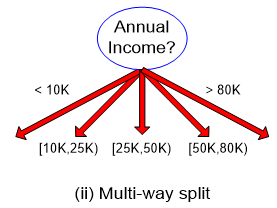 Annual
Income?
< 10K
> 80K
[10K,25K)
[25K,50K)
[50K,80K)
(ii) Multi-way split